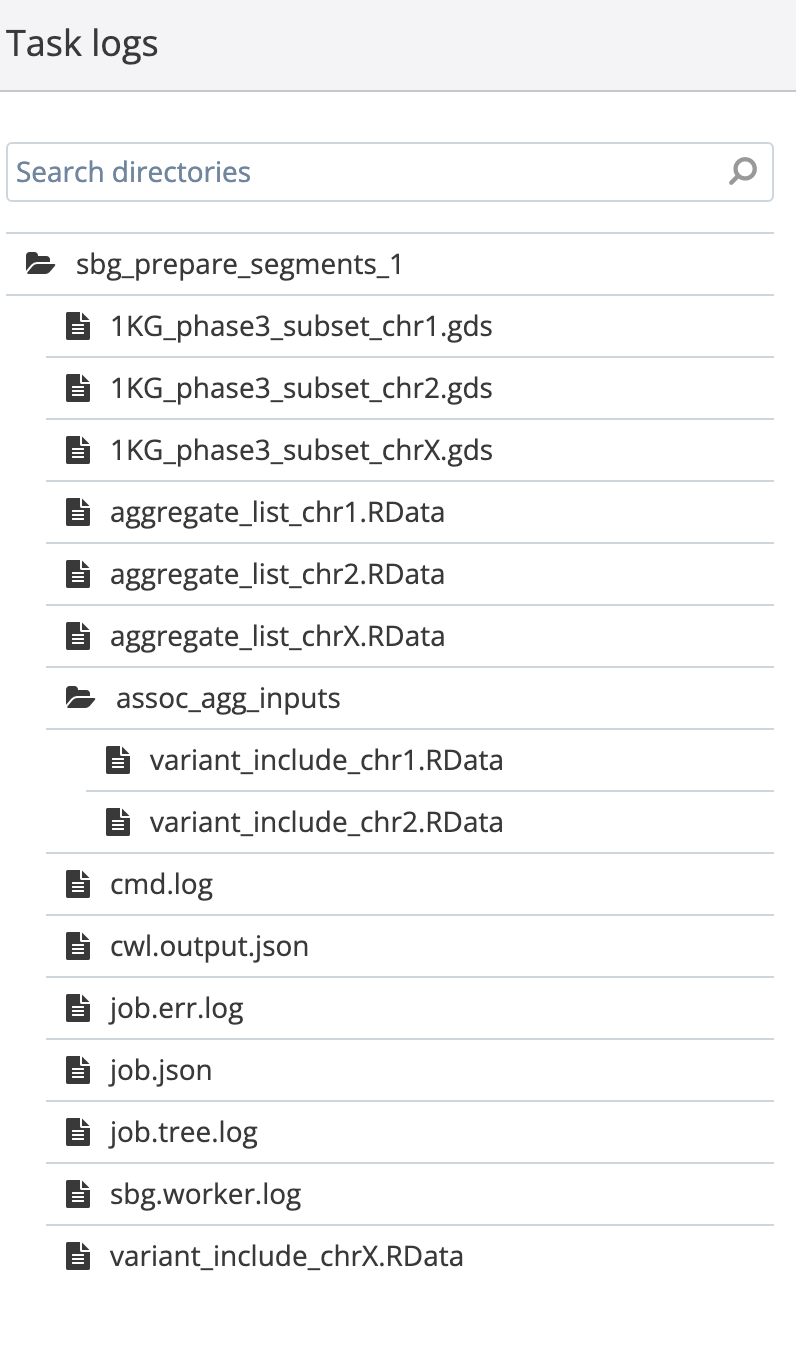 Task logs
Search directories
sbg_prepare_segments_1
1KG_phase3_subset_chr1.gds
1KG_phase3_subset_chr2.gds
1KG_phase3_subset_chrX.gds
aggregate_list_chr1.RData
aggregate_list_chr2.RData
aggregate_list_chrX.RData
assoc_agg_inputs
variant_include_chr1.RData
variant_include_chr2.RData
cmd.log
cwl.output.json
job.err.log
job.json
job.tree.log
sbg.worker.log
variant_include_chrX.RData